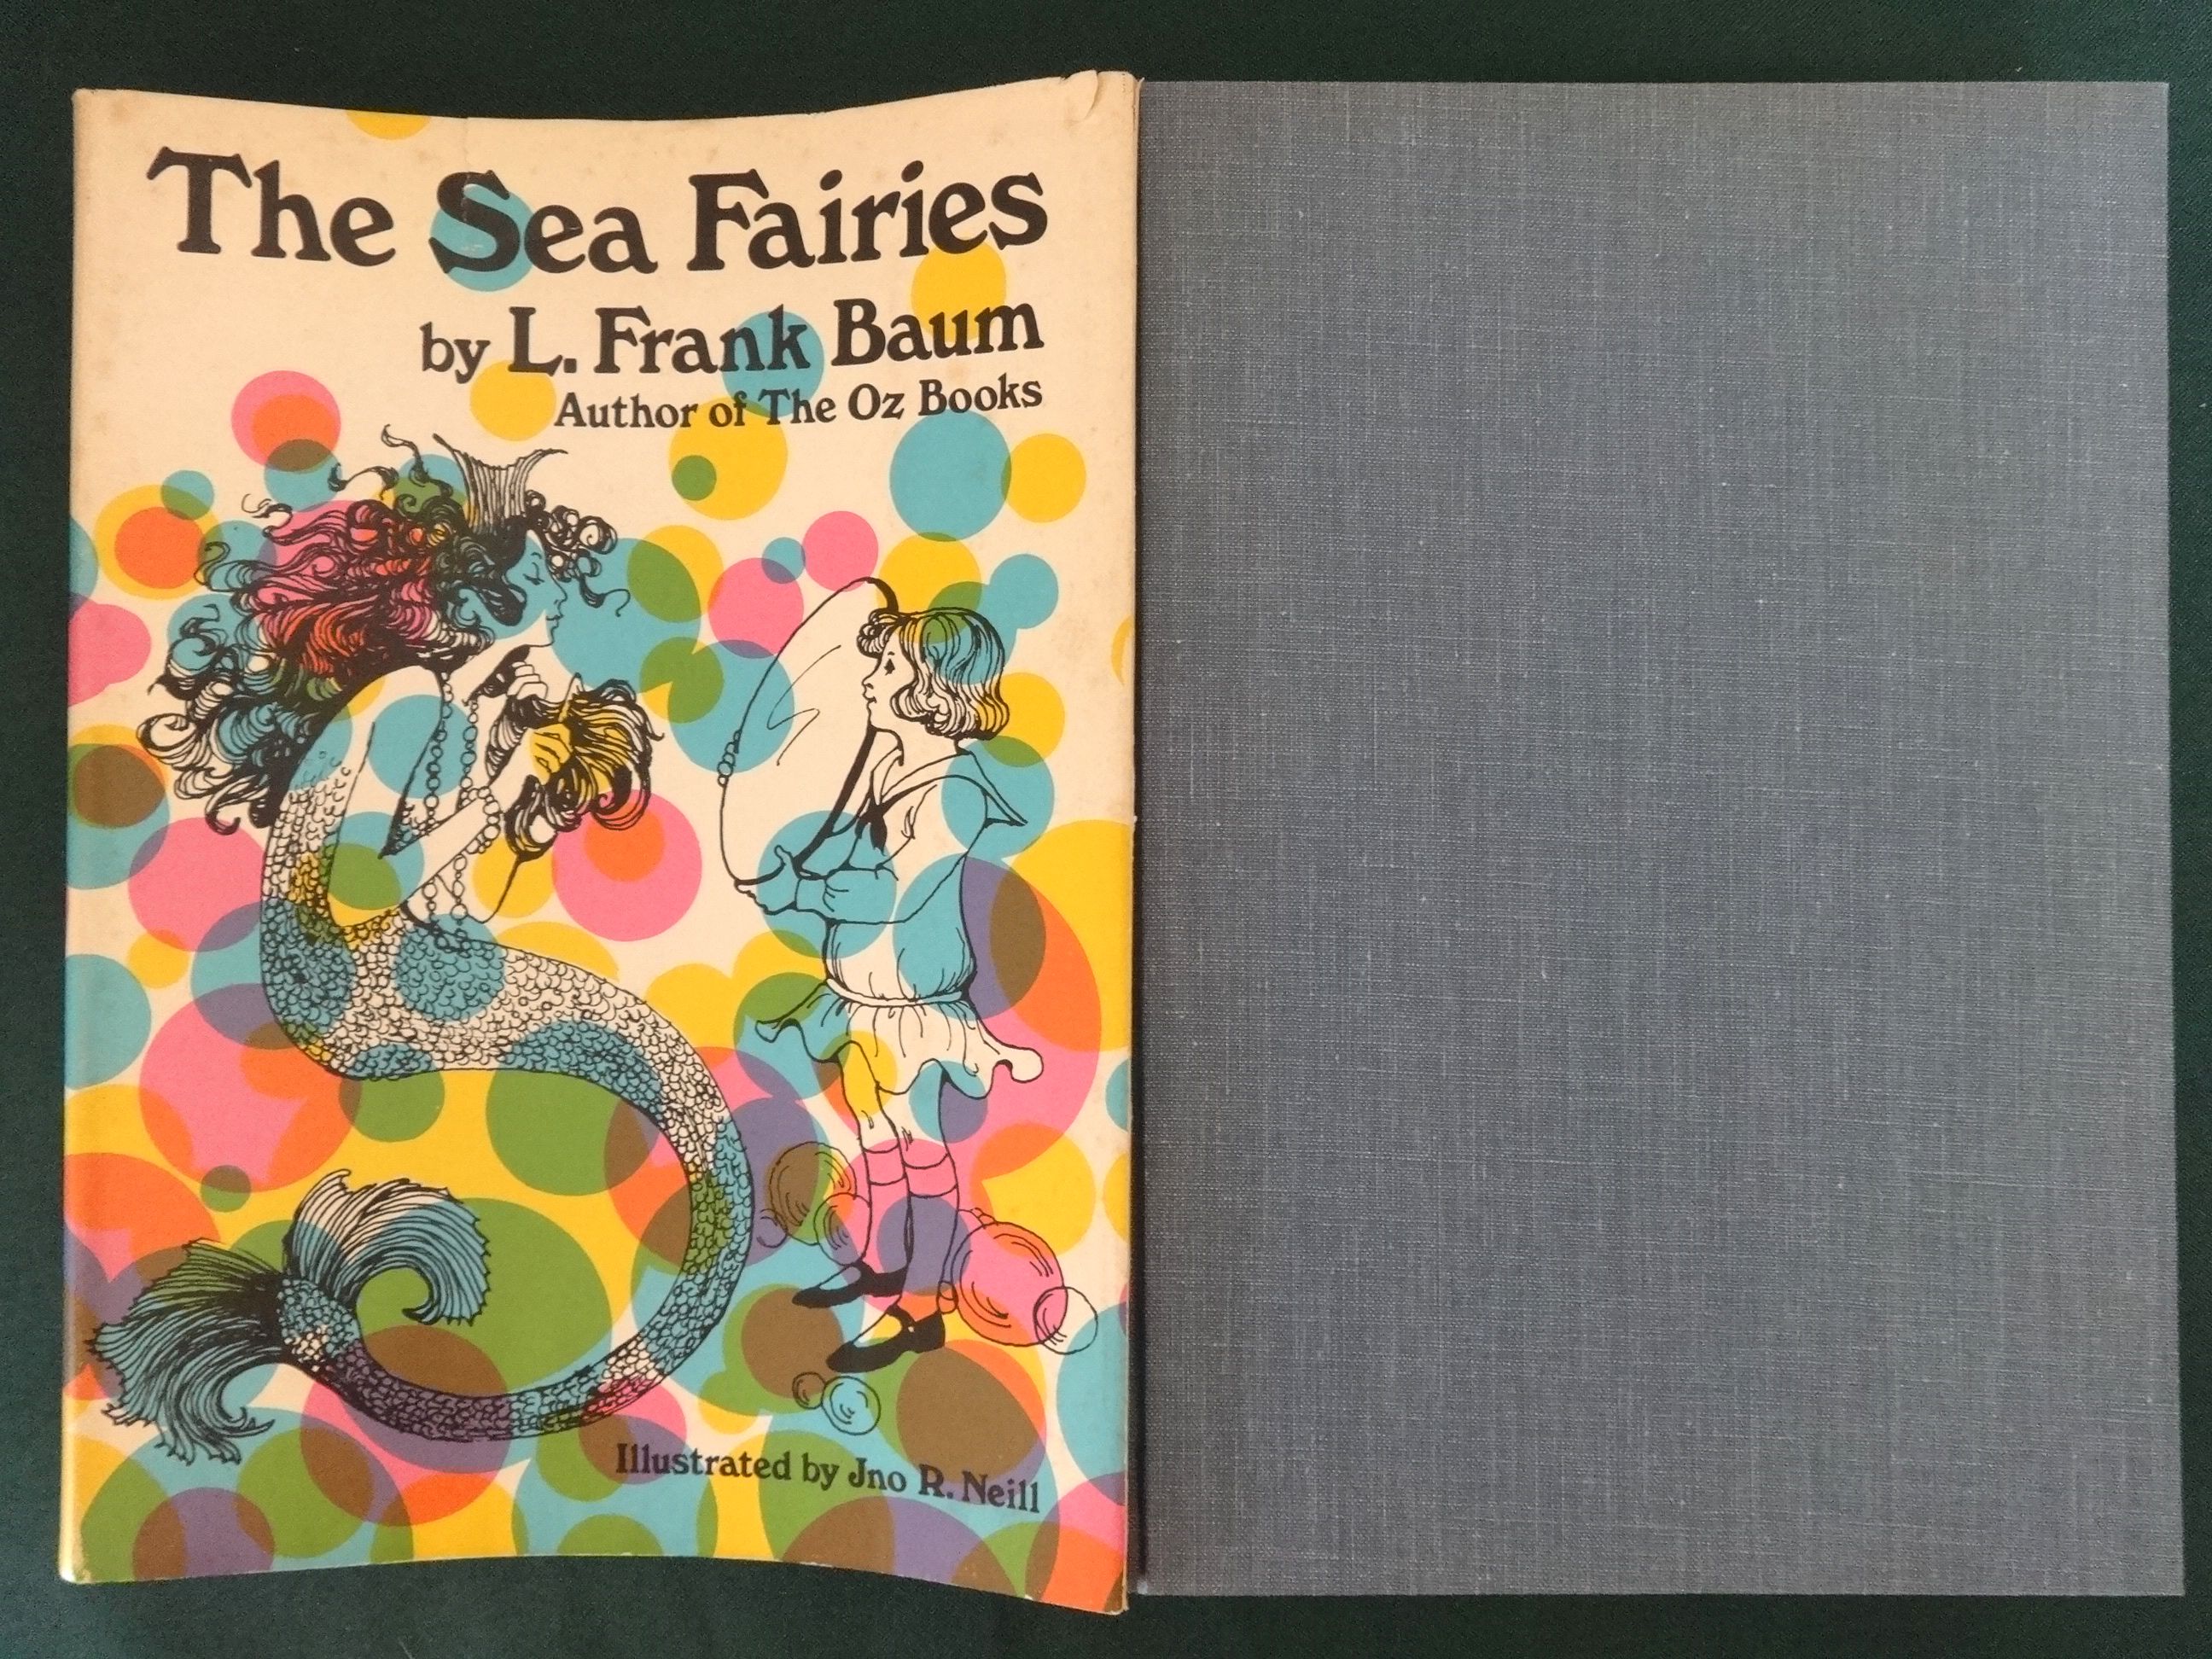 The Sea Fairies
by L. Frank Baum
Author of The Oz Books
Illustrated by Jno R. Neill